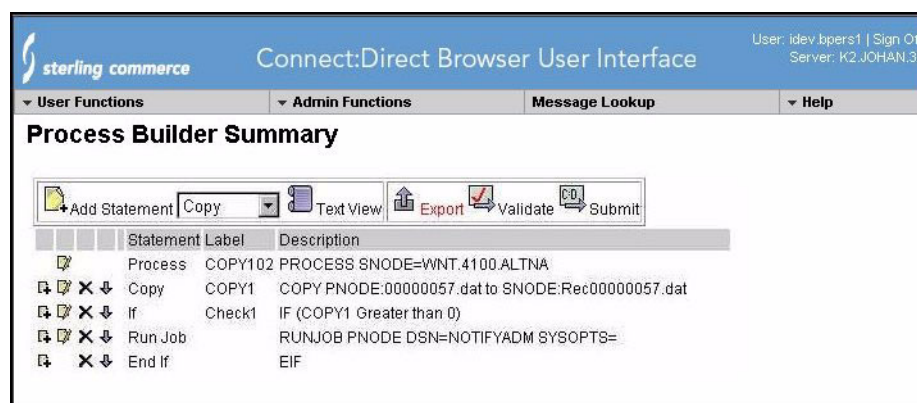 sterling commerce
Connect:Direct Browser User Interface
User: idev.bpers1 | Sign O
Server: K2.JOHAN.3
User Functions Admin Functions Message Lookup Help
Process Builder Summary
Add Statement Copy Text View Export Validate C:D Submit
Statement Label Description
Process COPY102 PROCESS SNODE=WNT.4100.ALTNA
Copy COPY1 COPY PNODE:00000057.dat to SNODE:Rec00000057.dat
If Check1 IF (COPY1 Greater than 0)
Run Job RUNJOB PNODE DSN=NOTIFYADM SYSOPTS=
End If EIF